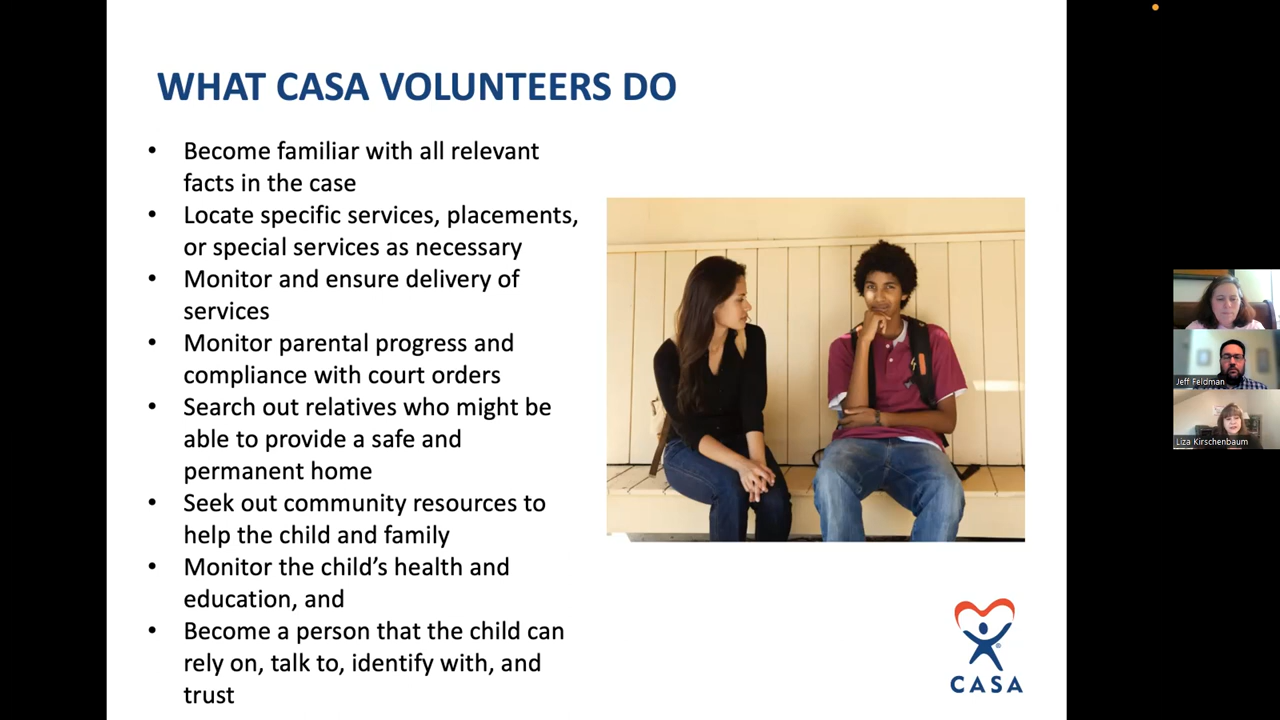 WHAT CASA VOLUNTEERS DO
• Become familiar with all relevant
facts in the case
• Locate specific services, placements,
or special services as necessary
• Monitor and ensure delivery of
services
• Monitor parental progress and
compliance with court orders
• Search out relatives who might be
able to provide a safe and
permanent home
• Seek out community resources to
help the child and family
• Monitor the child’s health and
education, and
• Become a person that the child can
rely on, talk to, identify with, and
trust
®
CASA
Jeff Feldman
Liza Kirschenbaum